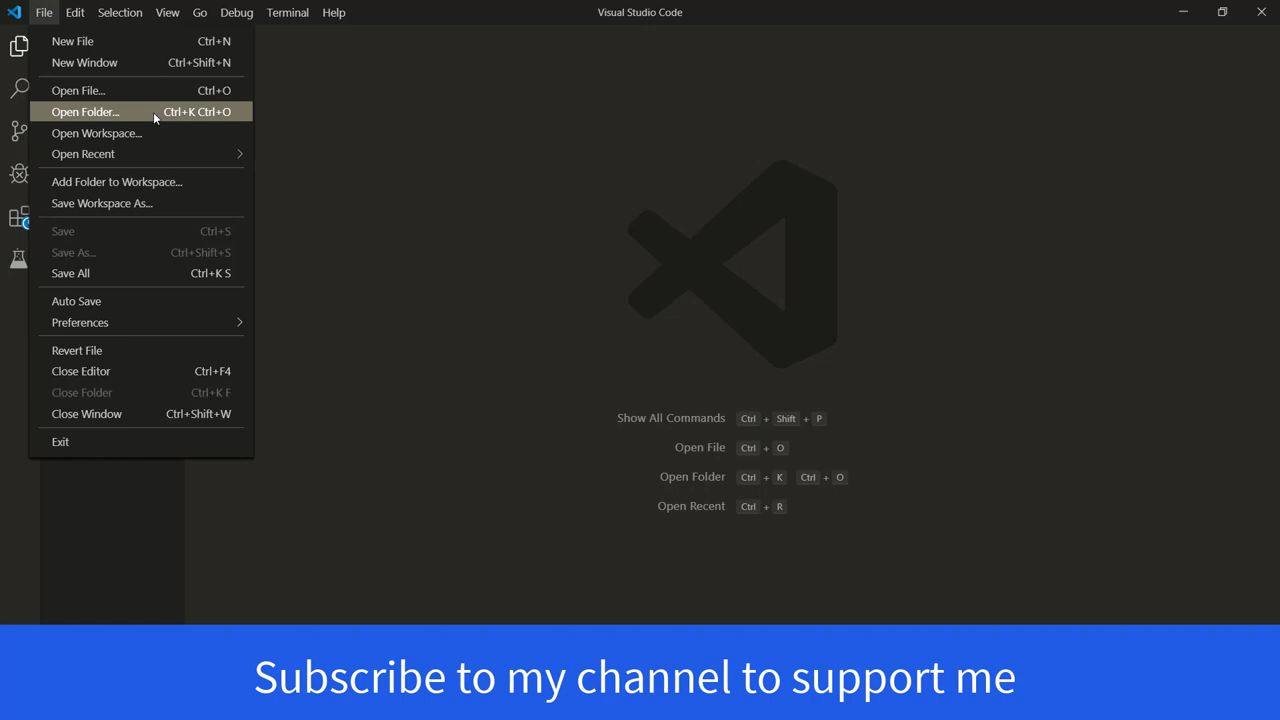 File Edit Selection View Go Debug Terminal Help Visual Studio Code
New File Ctrl+N
New Window Ctrl+Shift+N
Open File... Ctrl+O
Open Folder... Ctrl+K Ctrl+O
Open Workspace...
Open Recent
Add Folder to Workspace...
Save Workspace As...
Save Ctrl+S
Save As... Ctrl+Shift+S
Save All Ctrl+K S
Auto Save
Preferences
Revert File
Close Editor Ctrl+F4
Close Folder Ctrl+K F
Close Window Ctrl+Shift+W
Exit
Show All Commands Ctrl + Shift + P
Open File Ctrl + O
Open Folder Ctrl + K Ctrl + O
Open Recent Ctrl + R
Subscribe to my channel to support me